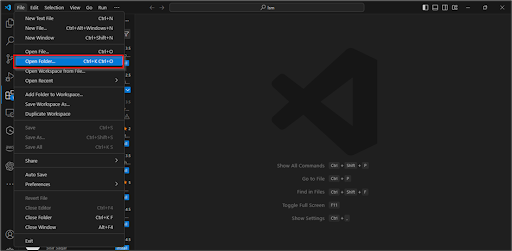 File Edit Selection View Go Run ...
lam
New Text File Ctrl+N
New File... Ctrl+Alt+Windows+N
New Window Ctrl+Shift+N
Open File... Ctrl+O
Open Folder... Ctrl+K Ctrl+O
Open Workspace from File...
Open Recent
Add Folder to Workspace...
Save Workspace As...
Duplicate Workspace
Save Ctrl+S
Save As... Ctrl+Shift+S
Save All Ctrl+K S
Share
Auto Save
Preferences
Revert File
Close Editor Ctrl+F4
Close Folder Ctrl+K F
Close Window Alt+F4
Exit
Show All Commands Ctrl + Shift + P
Go to File Ctrl + P
Find in Files Ctrl + Shift + F
Toggle Full Screen F11
Show Settings Ctrl + ,